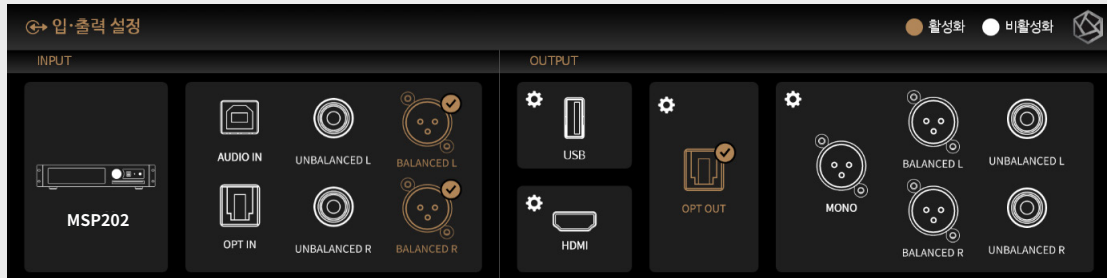 입·출력 설정
활성화
비활성화
INPUT
OUTPUT
MSP202
AUDIO IN
UNBALANCED L
BALANCED L
OPT IN
UNBALANCED R
BALANCED R
USB
HDMI
OPT OUT
MONO
BALANCED L
UNBALANCED L
BALANCED R
UNBALANCED R